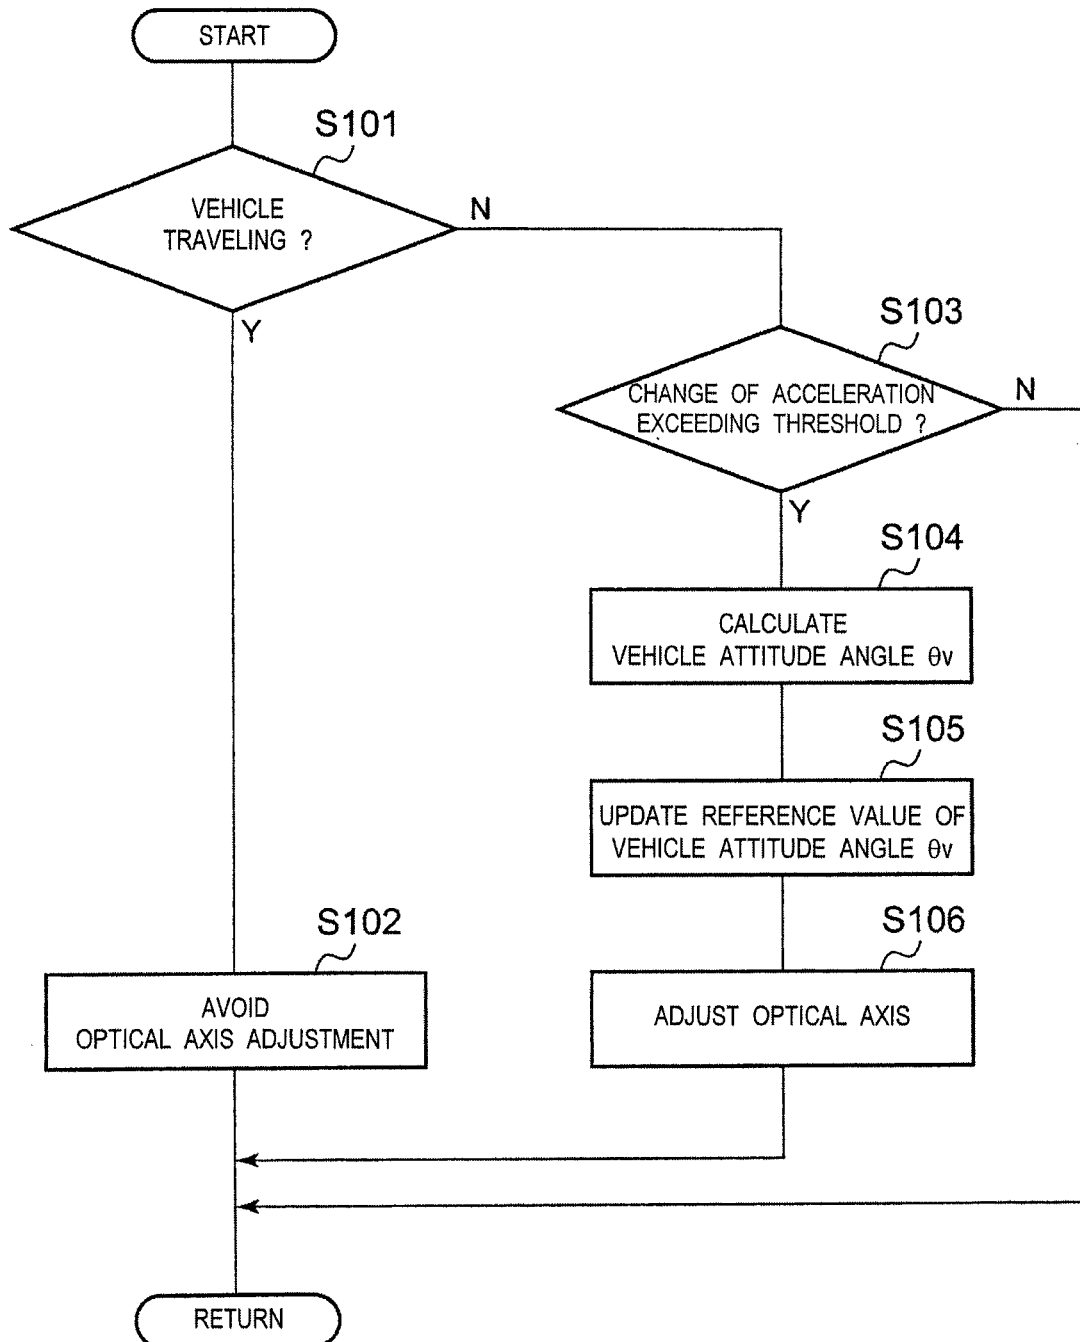 START
S101
VEHICLE
TRAVELING ?
N
Y
S103
CHANGE OF ACCELERATION
EXCEEDING THRESHOLD ?
N
Y
S104
CALCULATE
VEHICLE ATTITUDE ANGLE θv
S105
UPDATE REFERENCE VALUE OF
VEHICLE ATTITUDE ANGLE θv
S102
AVOID
OPTICAL AXIS ADJUSTMENT
S106
ADJUST OPTICAL AXIS
RETURN